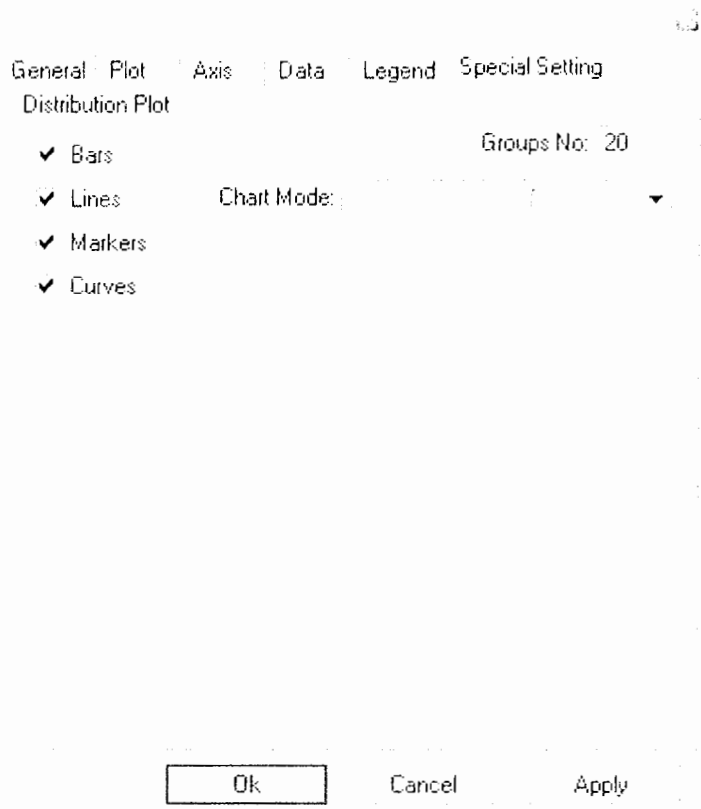 General Plot Axis Data Legend Special Setting
Distribution Plot
Groups No: 20
Bars
Lines Chart Mode:
Markers
Curves
Ok Cancel Apply